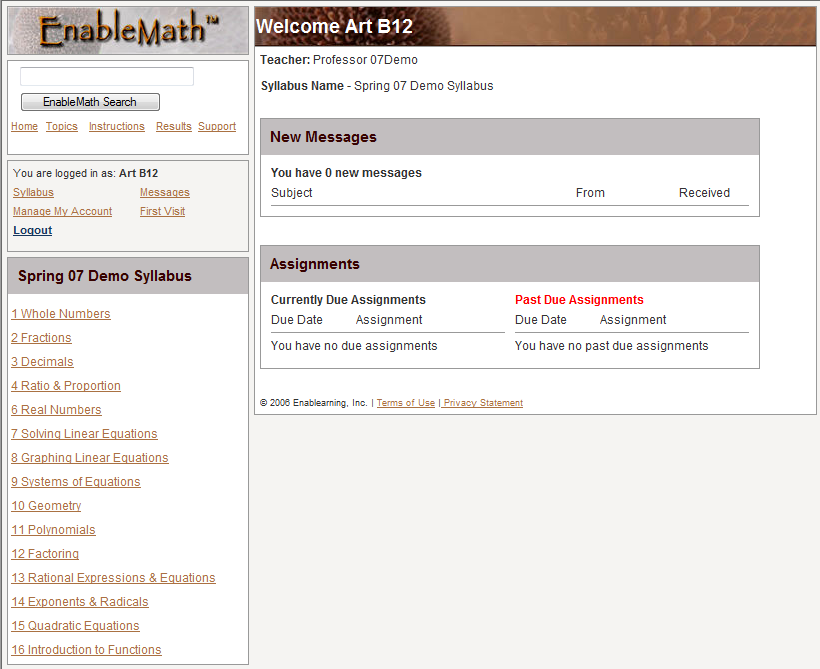 EnableMath™
EnableMath Search
Home Topics Instructions Results Support
You are logged in as: Art B12
Syllabus Messages
Manage My Account First Visit
Logout
Spring 07 Demo Syllabus
1 Whole Numbers
2 Fractions
3 Decimals
4 Ratio & Proportion
6 Real Numbers
7 Solving Linear Equations
8 Graphing Linear Equations
9 Systems of Equations
10 Geometry
11 Polynomials
12 Factoring
13 Rational Expressions & Equations
14 Exponents & Radicals
15 Quadratic Equations
16 Introduction to Functions
Welcome Art B12
Teacher: Professor 07Demo
Syllabus Name - Spring 07 Demo Syllabus
New Messages
You have 0 new messages
Subject From Received
Assignments
Currently Due Assignments
Due Date Assignment
You have no due assignments
Past Due Assignments
Due Date Assignment
You have no past due assignments
© 2006 Enablearning, Inc. | Terms of Use | Privacy Statement